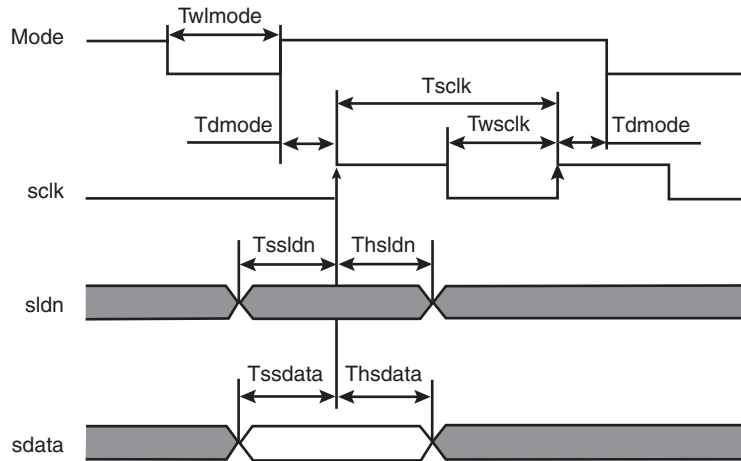 Mode
Twlmode
Tsclk
Tdmode
Twsclk
Tdmode
sclk
Tssldn
Thsldn
sldn
Tssdata
Thsdata
sdata